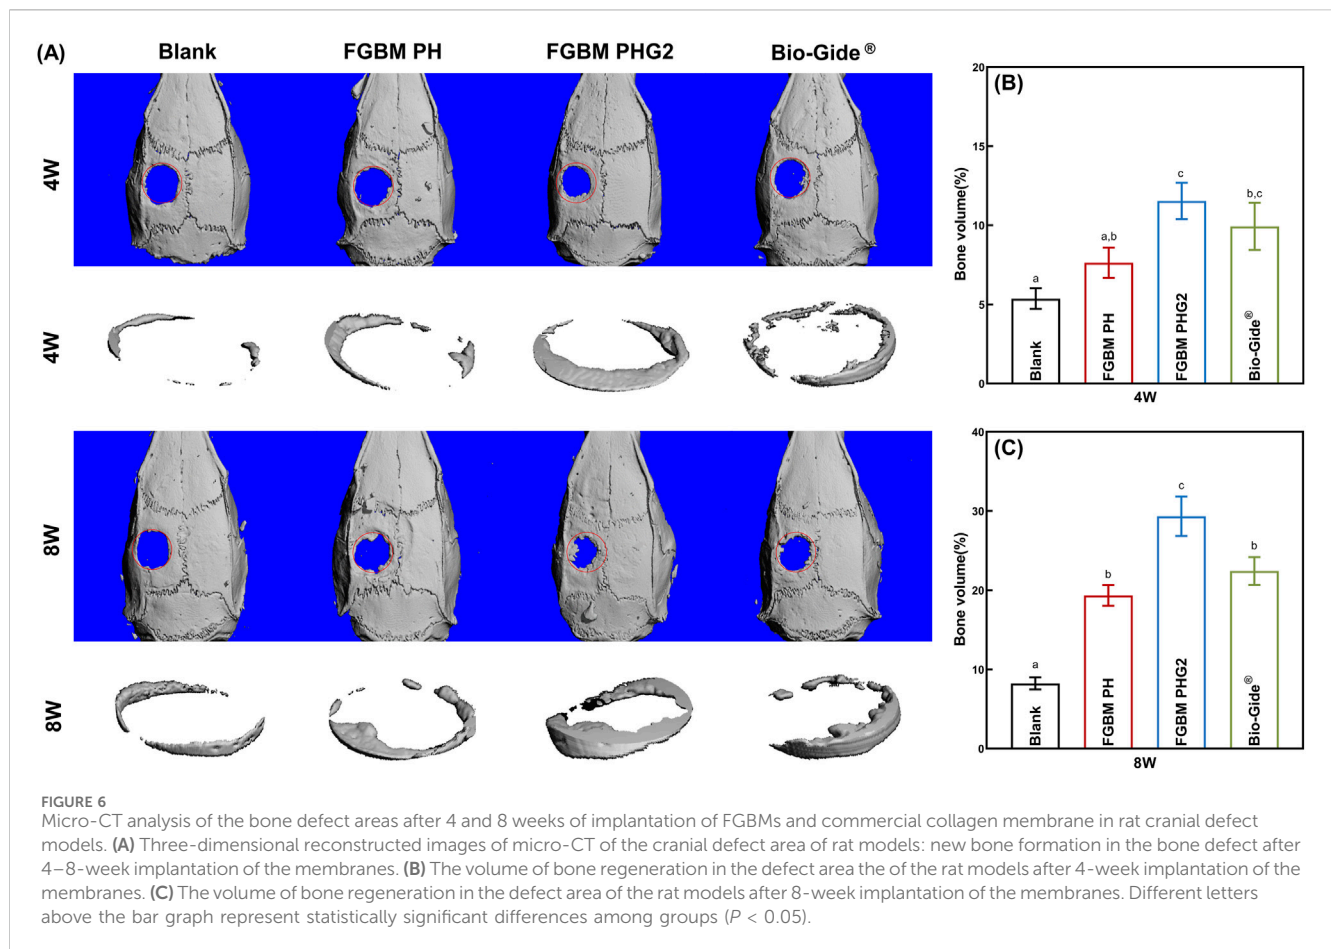 (A)
Blank FGBM PH FGBM PHG2 Bio-Gide®
4W
4W
8W
8W
(B)
Bone volume(%)
20
15
10
5
0
a
a,b
c
b,c
Blank
FGBM PH
FGBM PHG2
Bio-Gide®
4W
(C)
Bone volume(%)
40
30
20
10
0
a
b
c
b
Blank
FGBM PH
FGBM PHG2
Bio-Gide®
8W
FIGURE 6
Micro-CT analysis of the bone defect areas after 4 and 8 weeks of implantation of FGBMs and commercial collagen membrane in rat cranial defect
models. (A) Three-dimensional reconstructed images of micro-CT of the cranial defect area of rat models: new bone formation in the bone defect after
4–8-week implantation of the membranes. (B) The volume of bone regeneration in the defect area the of the rat models after 4-week implantation of the
membranes. (C) The volume of bone regeneration in the defect area of the rat models after 8-week implantation of the membranes. Different letters
above the bar graph represent statistically significant differences among groups (P < 0.05).